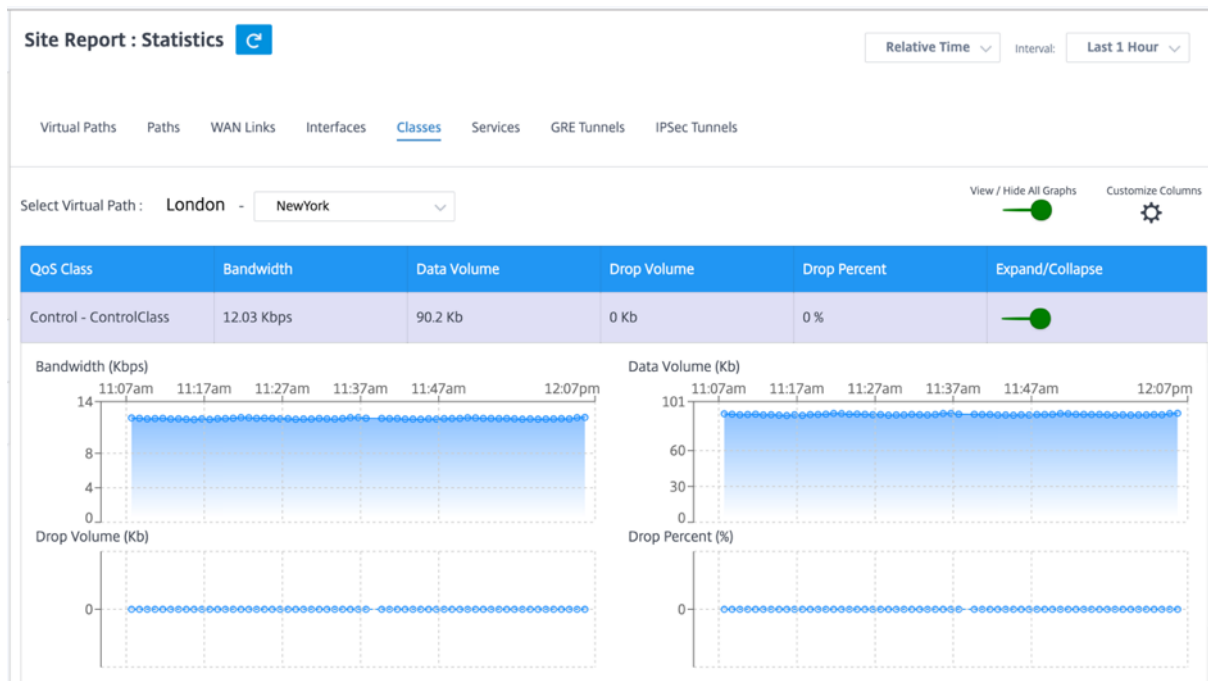 Site Report : Statistics
Relative Time Interval: Last 1 Hour
Virtual Paths Paths WAN Links Interfaces Classes Services GRE Tunnels IPSec Tunnels
View / Hide All Graphs Customize Columns
Select Virtual Path : London - NewYork
QoS Class Bandwidth Data Volume Drop Volume Drop Percent Expand/Collapse
Control - ControlClass 12.03 Kbps 90.2 Kb 0 Kb 0 %
Bandwidth (Kbps)
11:07am 11:17am 11:27am 11:37am 11:47am 12:07pm
14
8
4
0
Data Volume (Kb)
11:07am 11:17am 11:27am 11:37am 11:47am 12:07pm
101
60
30
0
Drop Volume (Kb)
0
Drop Percent (%)
0